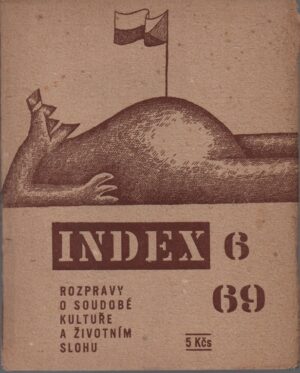 INDEX 6
69
ROZPRAVY
O SOUDOBÉ
KULTUŘE
A ŽIVOTNÍM
SLOHU
5 Kčs